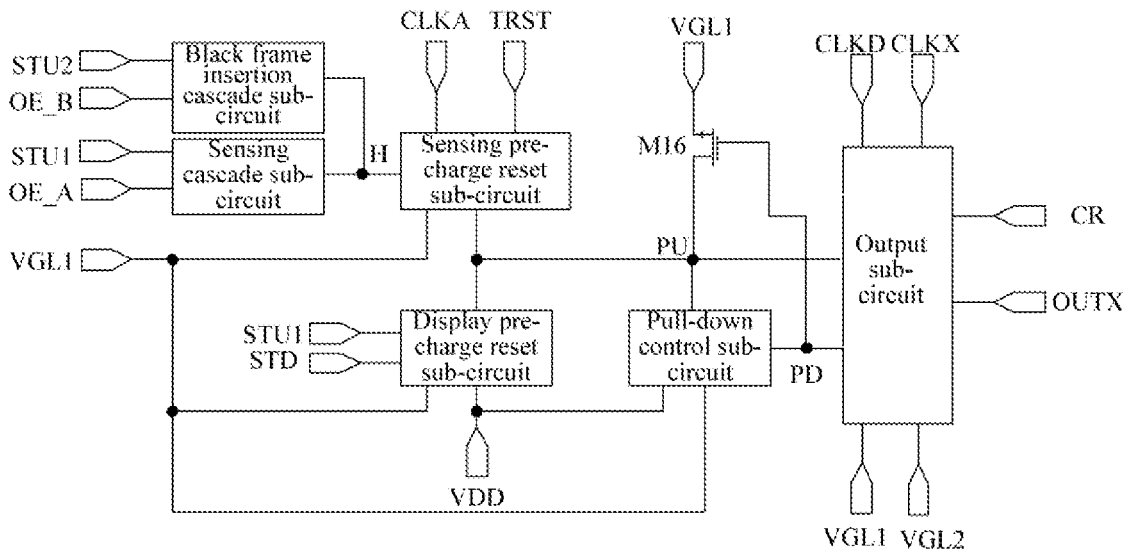 CLKA
TRST
VGL1
CLKD
CLKX
STU2
OE_B
Black frame
insertion
cascade sub-
circuit
STU1
OE_A
Sensing
cascade sub-
circuit
H
Sensing pre-
charge reset
sub-circuit
M16
VGL1
PU
Output
sub-
circuit
CR
OUTX
STU1
STD
Display pre-
charge reset
sub-circuit
Pull-down
control sub-
circuit
PD
VDD
VGL1
VGL2